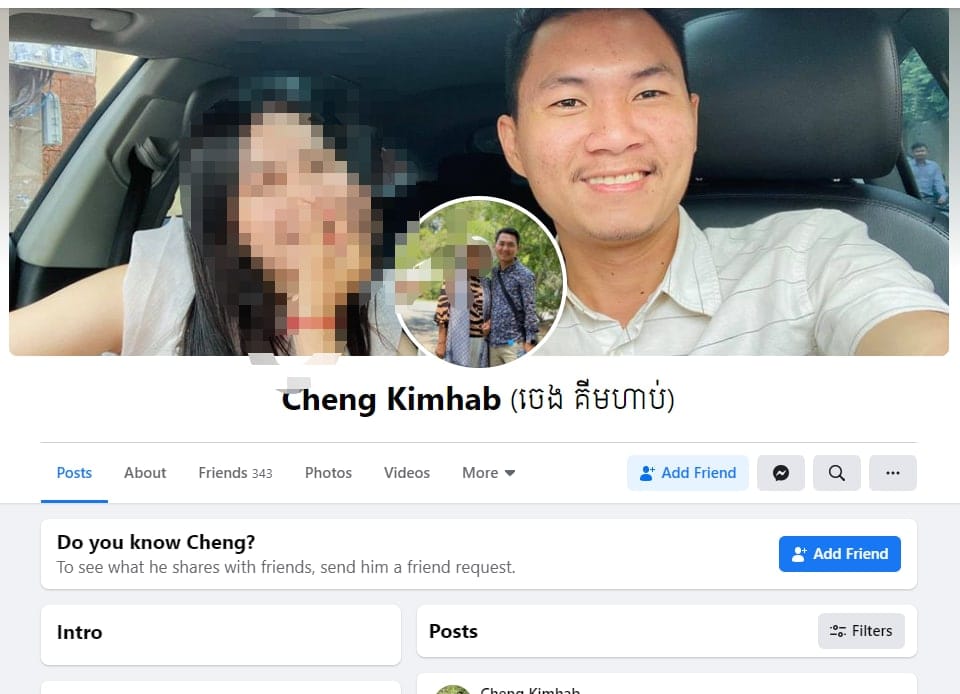 Cheng Kimhab (ចេង គីមហាប់)
Posts About Friends 343 Photos Videos More Add Friend
Do you know Cheng?
To see what he shares with friends, send him a friend request.
Add Friend
Intro
Posts
Filters
Cheng Kimhab